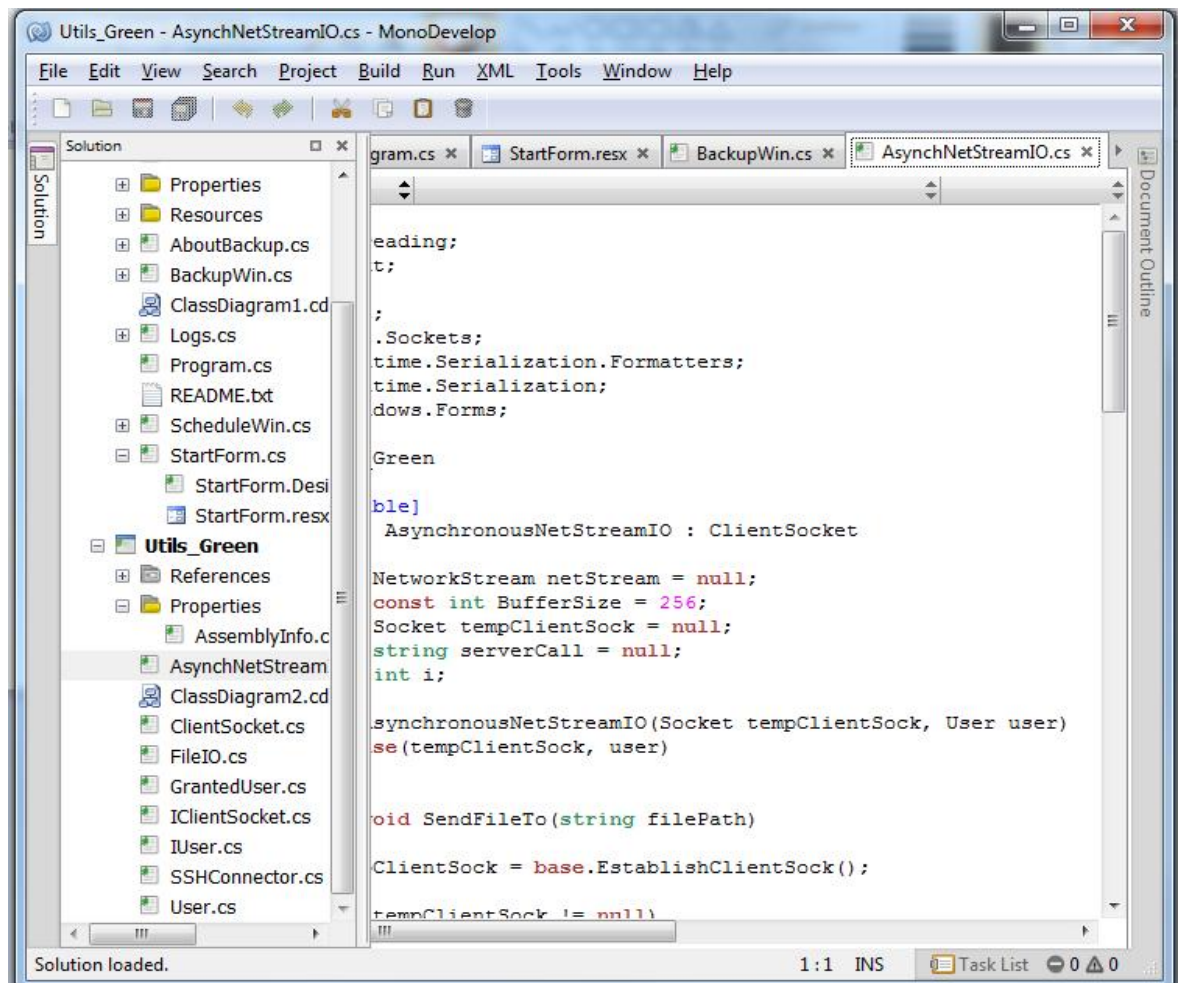 Utils_Green - AsynchNetStreamIO.cs - MonoDevelop
File Edit View Search Project Build Run XML Tools Window Help
Solution
Solution
Properties
Resources
AboutBackup.cs
BackupWin.cs
ClassDiagram1.cd
Logs.cs
Program.cs
README.txt
ScheduleWin.cs
StartForm.cs
StartForm.Desi
StartForm.resx
Utils_Green
References
Properties
AssemblyInfo.c
AsynchNetStream
ClassDiagram2.cd
ClientSocket.cs
FileIO.cs
GrantedUser.cs
IClientSocket.cs
IUser.cs
SSHConnector.cs
User.cs
gram.cs StartForm.resx BackupWin.cs AsynchNetStreamIO.cs
eading;
t;
;
.Sockets;
time.Serialization.Formatters;
time.Serialization;
dows.Forms;
_Green
ble]
AsynchronousNetStreamIO : ClientSocket
NetworkStream netStream = null;
const int BufferSize = 256;
Socket tempClientSock = null;
string serverCall = null;
int i;
synchronousNetStreamIO(Socket tempClientSock, User user)
se(tempClientSock, user)
oid SendFileTo(string filePath)
ClientSock = base.EstablishClientSock();
tempClientSock != null)
Document Outline
Solution loaded.
1:1 INS Task List 0 0